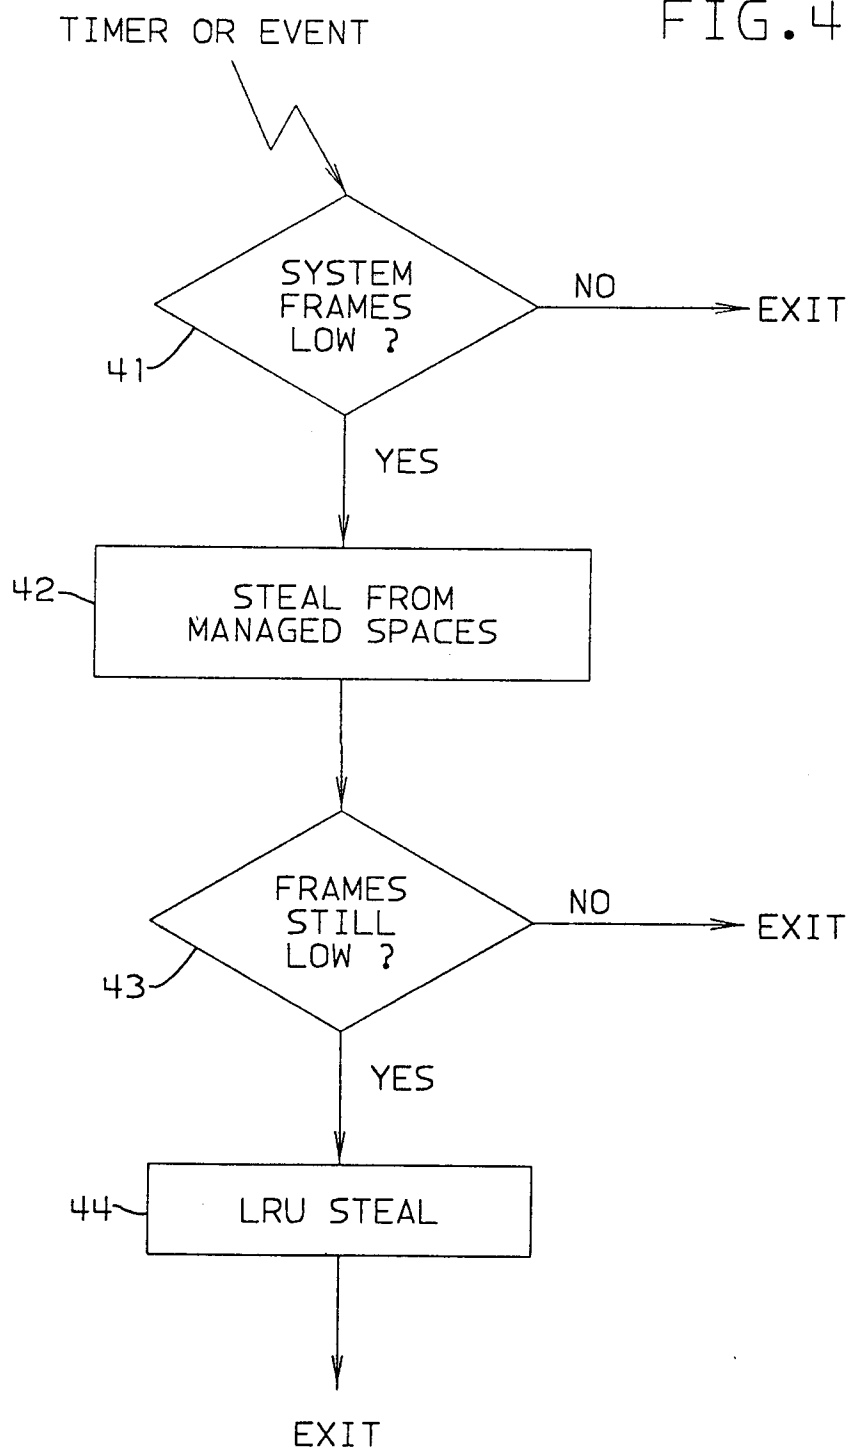 TIMER OR EVENT
FIG.4
SYSTEM
FRAMES
LOW ?
NO
EXIT
41
YES
42
STEAL FROM
MANAGED SPACES
FRAMES
STILL
LOW ?
NO
EXIT
43
YES
44
LRU STEAL
EXIT